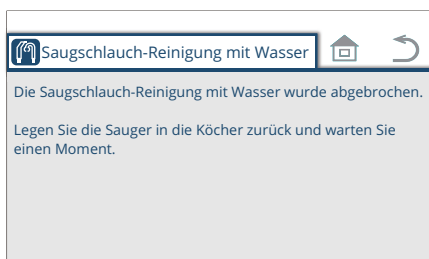 Saugschlauch-Reinigung mit Wasser
Die Saugschlauch-Reinigung mit Wasser wurde abgebrochen.
Legen Sie die Sauger in die Köcher zurück und warten Sie
einen Moment.